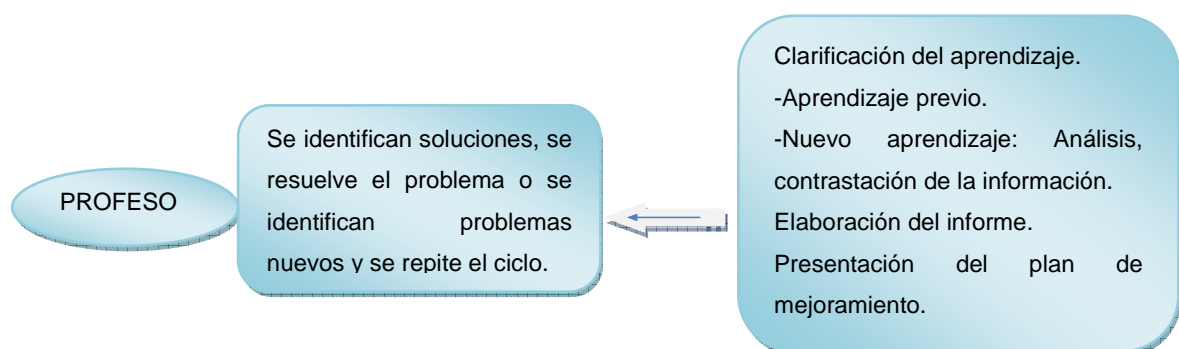 PROFESO
Se identifican soluciones, se
resuelve el problema o se
identifican problemas
nuevos y se repite el ciclo.
Clarificación del aprendizaje.
-Aprendizaje previo.
-Nuevo aprendizaje: Análisis,
contrastación de la información.
Elaboración del informe.
Presentación del plan de
mejoramiento.